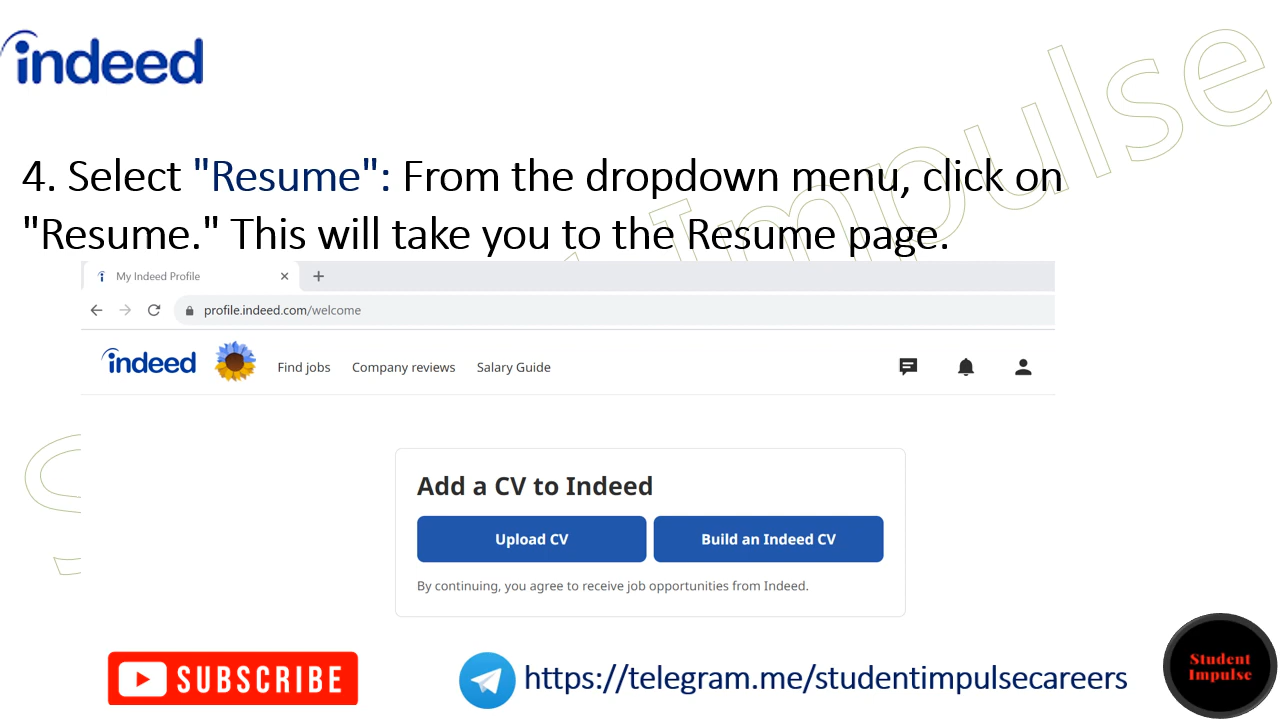 indeed
4. Select "Resume": From the dropdown menu, click on
"Resume." This will take you to the Resume page.
My Indeed Profile
profile.indeed.com/welcome
indeed Find jobs Company reviews Salary Guide
Add a CV to Indeed
Upload CV Build an Indeed CV
By continuing, you agree to receive job opportunities from Indeed.
SUBSCRIBE https://telegram.me/studentimpulsecareers
Student
Impulse
Impulse